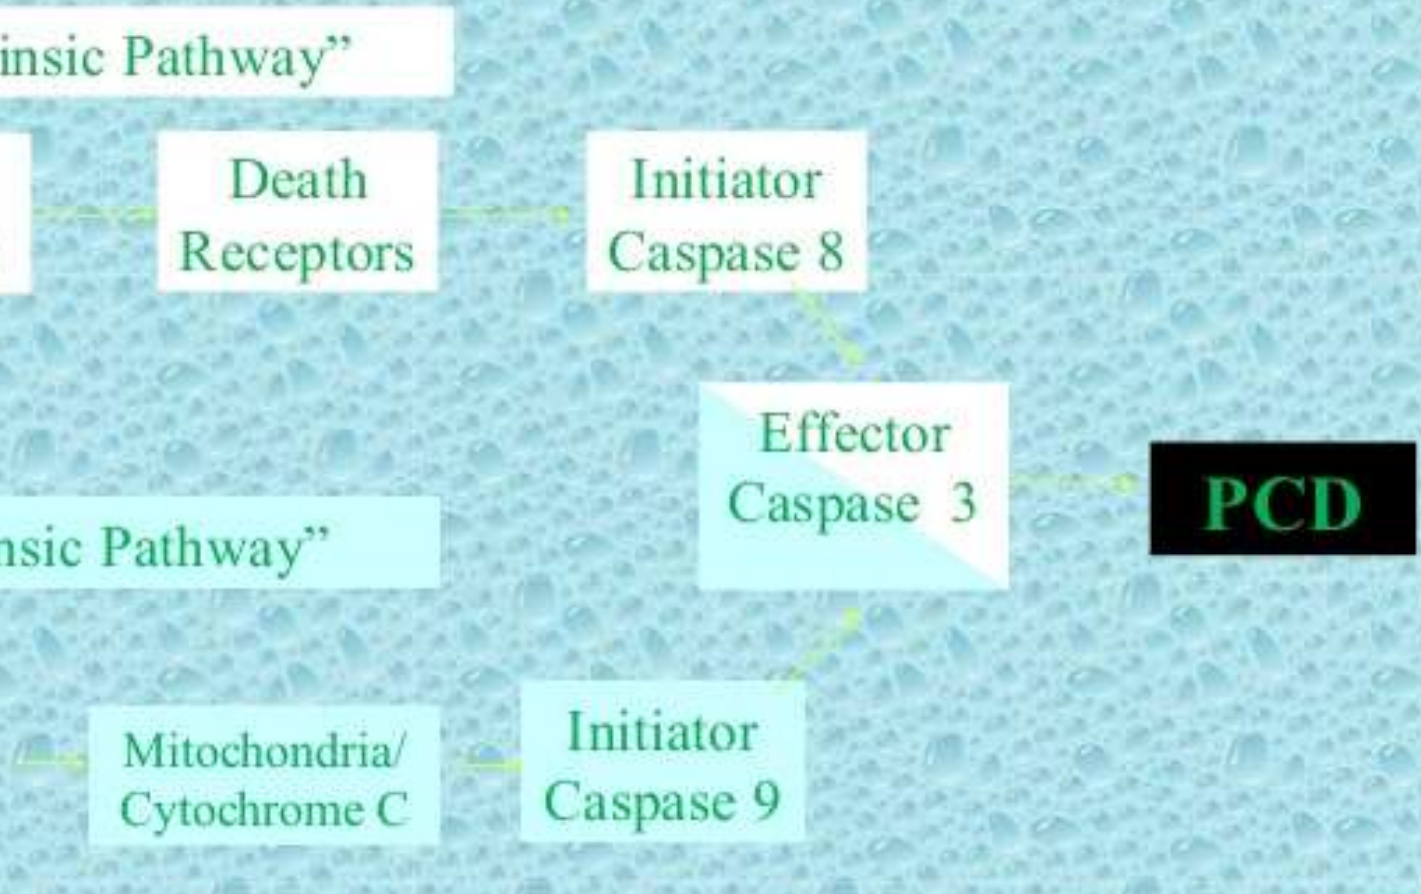 insic Pathway”
Death
Receptors
Initiator
Caspase 8
Effector
Caspase 3
PCD
nsic Pathway”
Mitochondria/
Cytochrome C
Initiator
Caspase 9